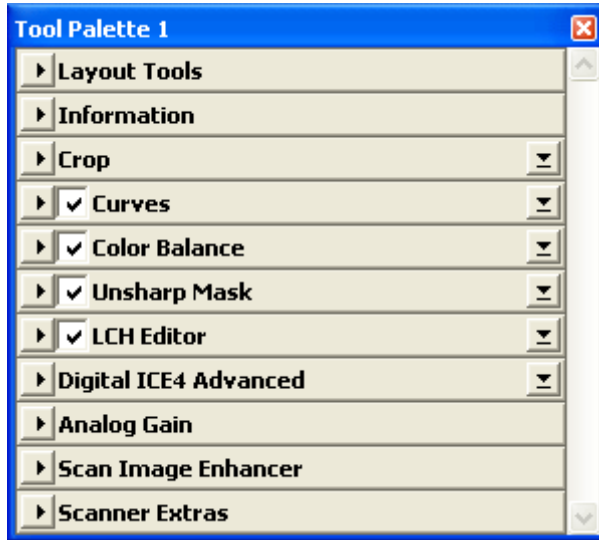 Tool Palette 1
Layout Tools
Information
Crop
Curves
Color Balance
Unsharp Mask
LCH Editor
Digital ICE4 Advanced
Analog Gain
Scan Image Enhancer
Scanner Extras